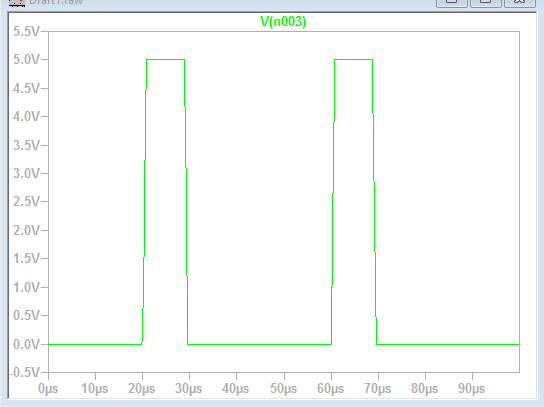 Draft1.raw
V(n003)
5.5V
5.0V
4.5V
4.0V
3.5V
3.0V
2.5V
2.0V
1.5V
1.0V
0.5V
0.0V
-0.5V
0µs 10µs 20µs 30µs 40µs 50µs 60µs 70µs 80µs 90µs